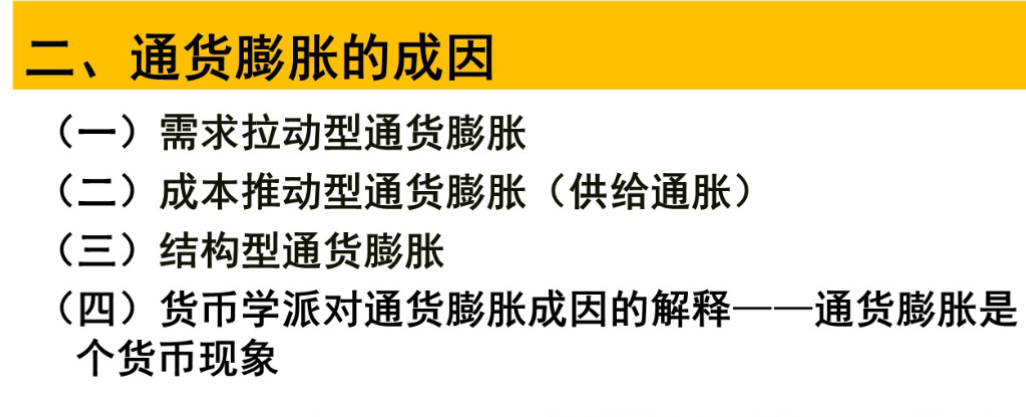 二、通货膨胀的成因
（一）需求拉动型通货膨胀
（二）成本推动型通货膨胀（供给通胀）
（三）结构型通货膨胀
（四）货币学派对通货膨胀成因的解释——通货膨胀是
个货币现象